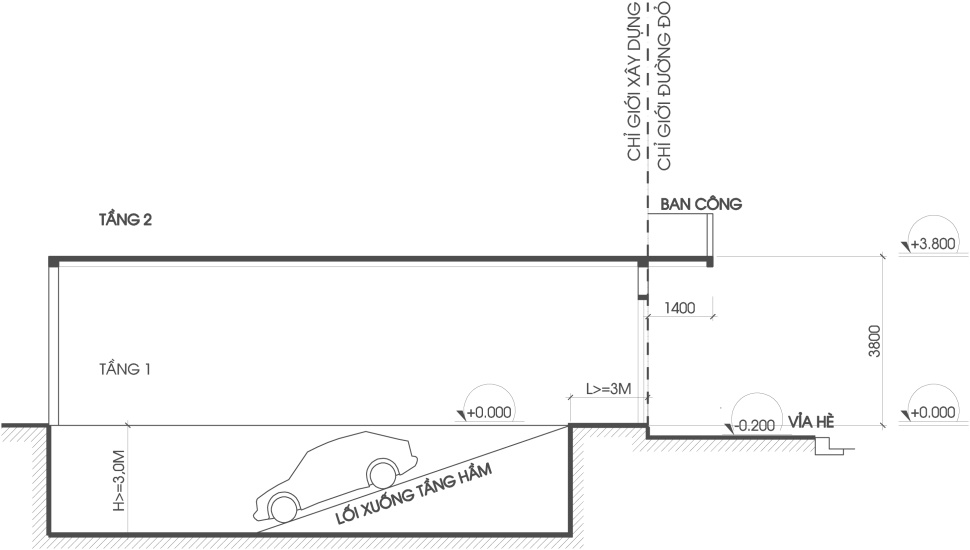 CHỈ GIỚI XÂY DỰNG
CHỈ GIỚI ĐƯỜNG ĐỎ
BAN CÔNG
TẦNG 2
+3.800
1400
3800
TẦNG 1
L>=3M
+0.000
+0.000
-0.200
VỈA HÈ
H>=3,0M
LỐI XUỐNG TẦNG HẦM